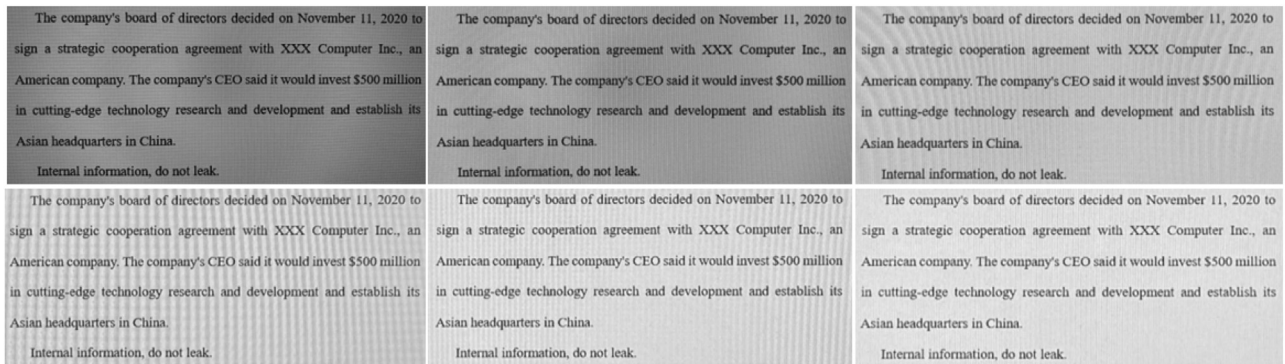 The company's board of directors decided on November 11, 2020 to
sign a strategic cooperation agreement with XXX Computer Inc., an
American company. The company's CEO said it would invest $500 million
in cutting-edge technology research and development and establish its
Asian headquarters in China.
Internal information, do not leak.
The company's board of directors decided on November 11, 2020 to
sign a strategic cooperation agreement with XXX Computer Inc., an
American company. The company's CEO said it would invest $500 million
in cutting-edge technology research and development and establish its
Asian headquarters in China.
Internal information, do not leak.
The company's board of directors decided on November 11, 2020 to
sign a strategic cooperation agreement with XXX Computer Inc., an
American company. The company's CEO said it would invest $500 million
in cutting-edge technology research and development and establish its
Asian headquarters in China.
Internal information, do not leak.
The company's board of directors decided on November 11, 2020 to
sign a strategic cooperation agreement with XXX Computer Inc., an
American company. The company's CEO said it would invest $500 million
in cutting-edge technology research and development and establish its
Asian headquarters in China.
Internal information, do not leak.
The company's board of directors decided on November 11, 2020 to
sign a strategic cooperation agreement with XXX Computer Inc., an
American company. The company's CEO said it would invest $500 million
in cutting-edge technology research and development and establish its
Asian headquarters in China.
Internal information, do not leak.
The company's board of directors decided on November 11, 2020 to
sign a strategic cooperation agreement with XXX Computer Inc., an
American company. The company's CEO said it would invest $500 million
in cutting-edge technology research and development and establish its
Asian headquarters in China.
Internal information, do not leak.